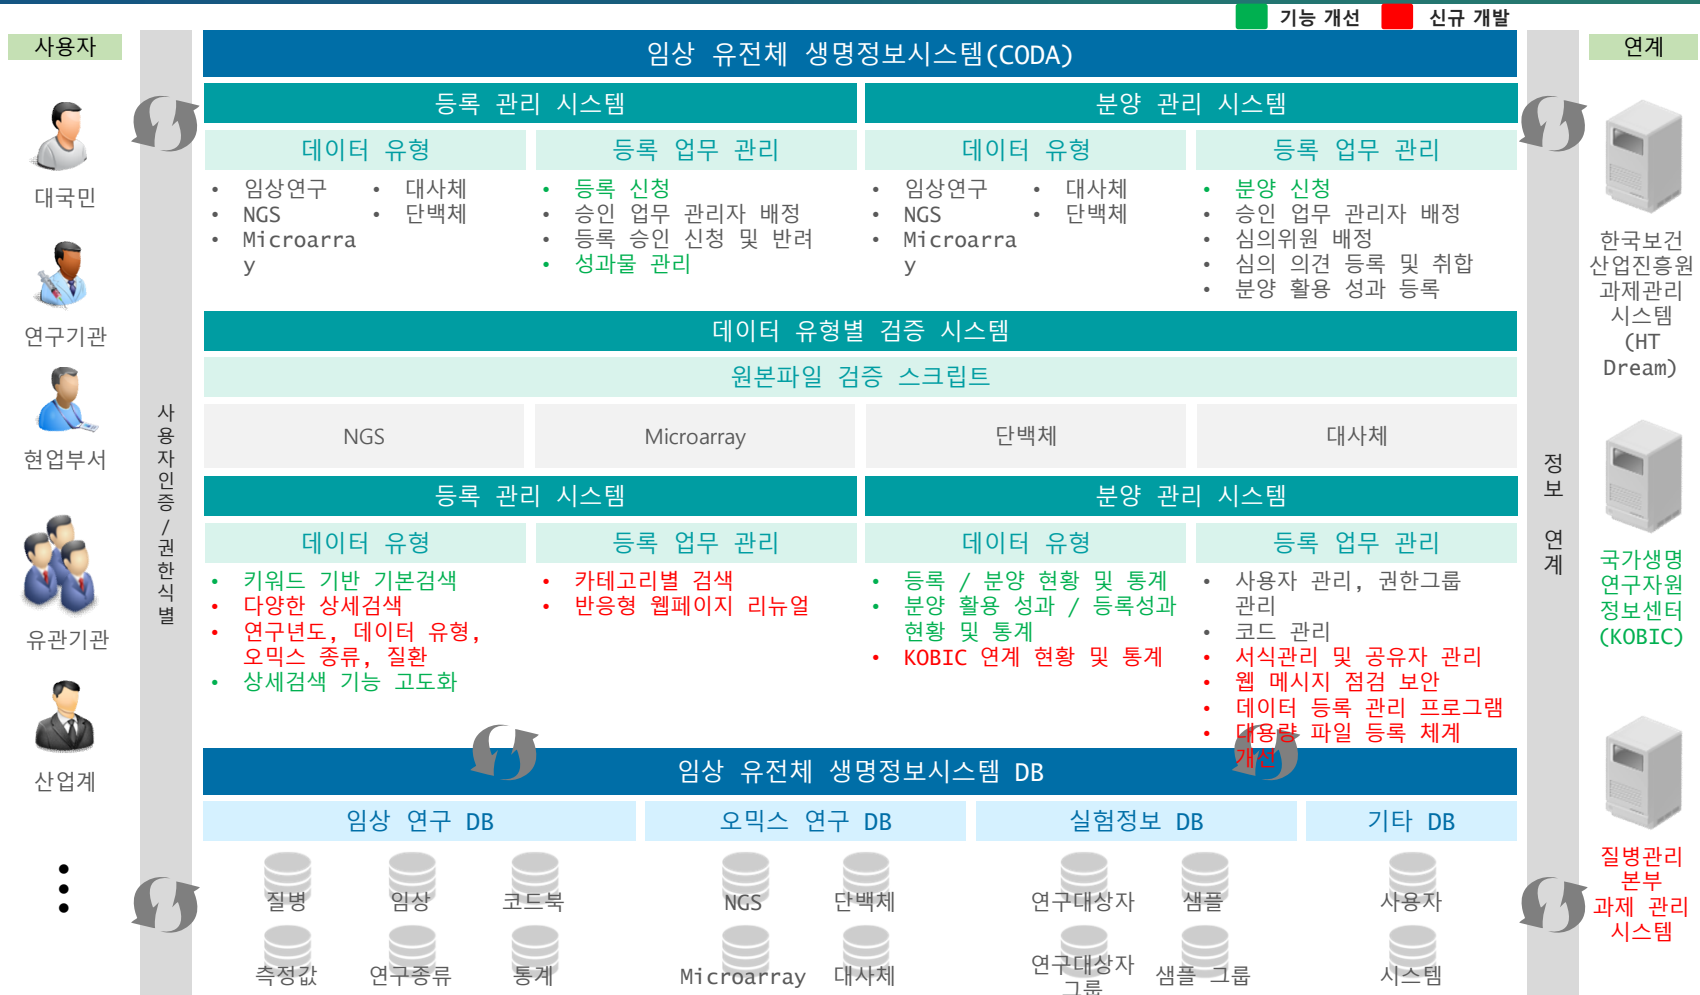 기능 개선
신규 개발
사용자
연계
임상 유전체 생명정보시스템(CODA)
등록 관리 시스템
분양 관리 시스템
데이터 유형
등록 업무 관리
데이터 유형
등록 업무 관리
• 임상연구
• NGS
• Microarra
y
• 대사체
• 단백체
• 등록 신청
• 승인 업무 관리자 배정
• 등록 승인 신청 및 반려
• 성과물 관리
• 임상연구
• NGS
• Microarra
y
• 대사체
• 단백체
• 분양 신청
• 승인 업무 관리자 배정
• 심의위원 배정
• 심의 의견 등록 및 취합
• 분양 활용 성과 등록
데이터 유형별 검증 시스템
원본파일 검증 스크립트
NGS
Microarray
단백체
대사체
등록 관리 시스템
분양 관리 시스템
데이터 유형
등록 업무 관리
데이터 유형
등록 업무 관리
• 키워드 기반 기본검색
• 다양한 상세검색
• 연구년도, 데이터 유형,
오믹스 종류, 질환
• 상세검색 기능 고도화
• 카테고리별 검색
• 반응형 웹페이지 리뉴얼
• 등록 / 분양 현황 및 통계
• 분양 활용 성과 / 등록성과
현황 및 통계
• KOBIC 연계 현황 및 통계
• 사용자 관리, 권한그룹
관리
• 코드 관리
• 서식관리 및 공유자 관리
• 웹 메시지 점검 보안
• 데이터 등록 관리 프로그램
• 대용량 파일 등록 체계
개선
임상 유전체 생명정보시스템 DB
임상 연구 DB
오믹스 연구 DB
실험정보 DB
기타 DB
질병
임상
코드북
NGS
단백체
연구대상자
샘플
사용자
측정값
연구종류
통계
Microarray
대사체
연구대상자
그룹
샘플 그룹
시스템
대국민
연구기관
현업부서
유관기관
산업계
사용자인증/권한식별
정보 연계
한국보건
산업진흥원
과제관리
시스템
(HT
Dream)
국가생명
연구자원
정보센터
(KOBIC)
질병관리
본부
과제 관리
시스템